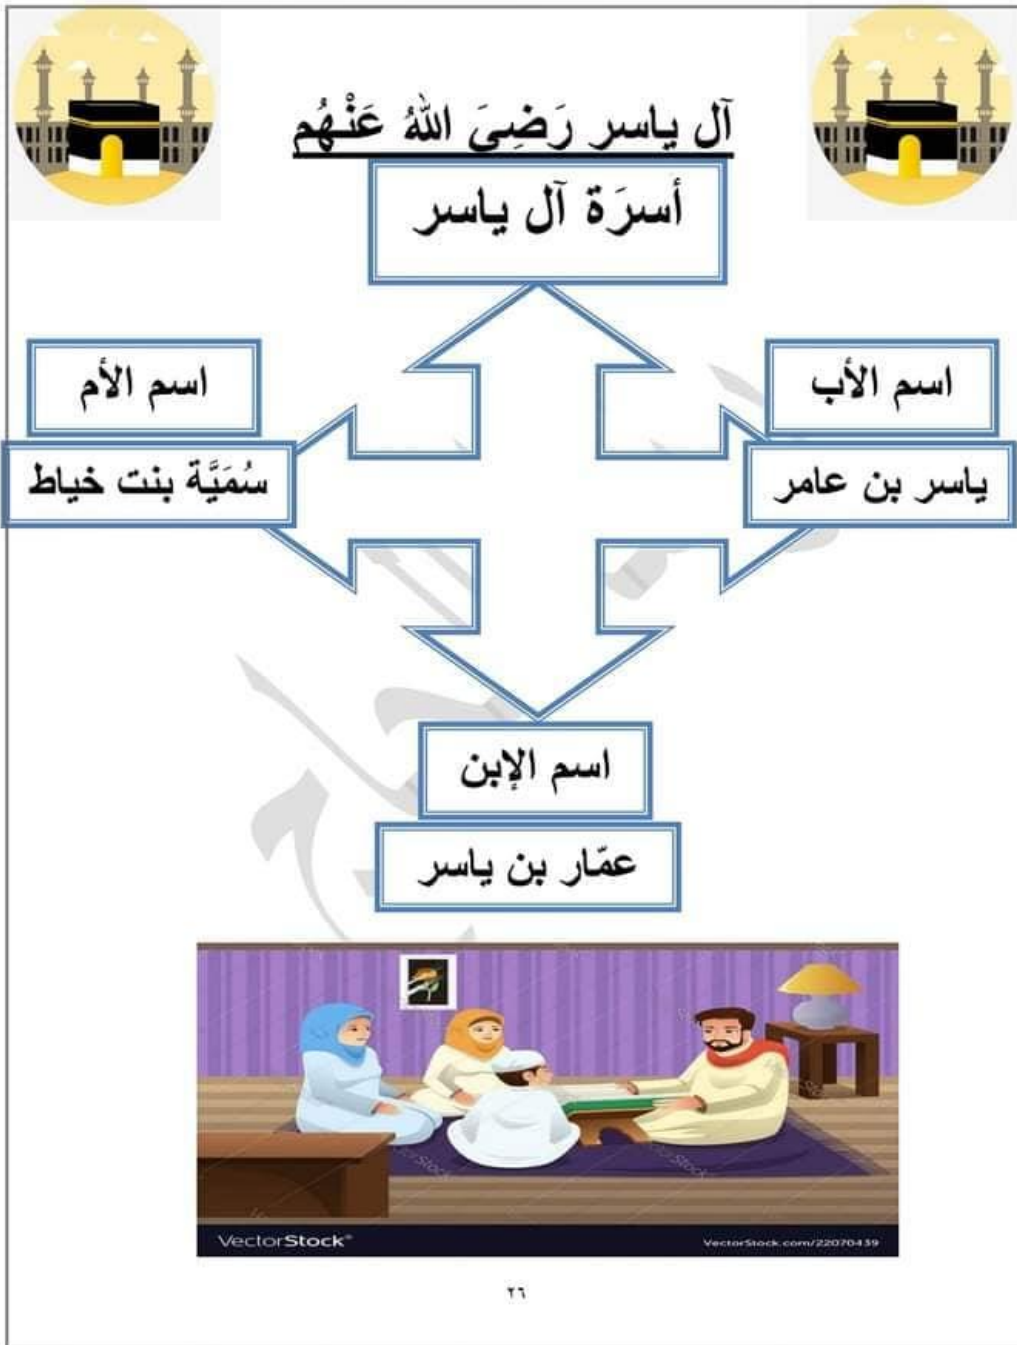 آل ياسر رَضِيَ اللهُ عَنْهُم
أسرَة آل ياسر
اسم الأب
ياسر بن عامر
اسم الأم
سُمَيَّة بنت خياط
اسم الإبن
عمّار بن ياسر
VectorStock®
VectorStock.com/22070439
٢٦